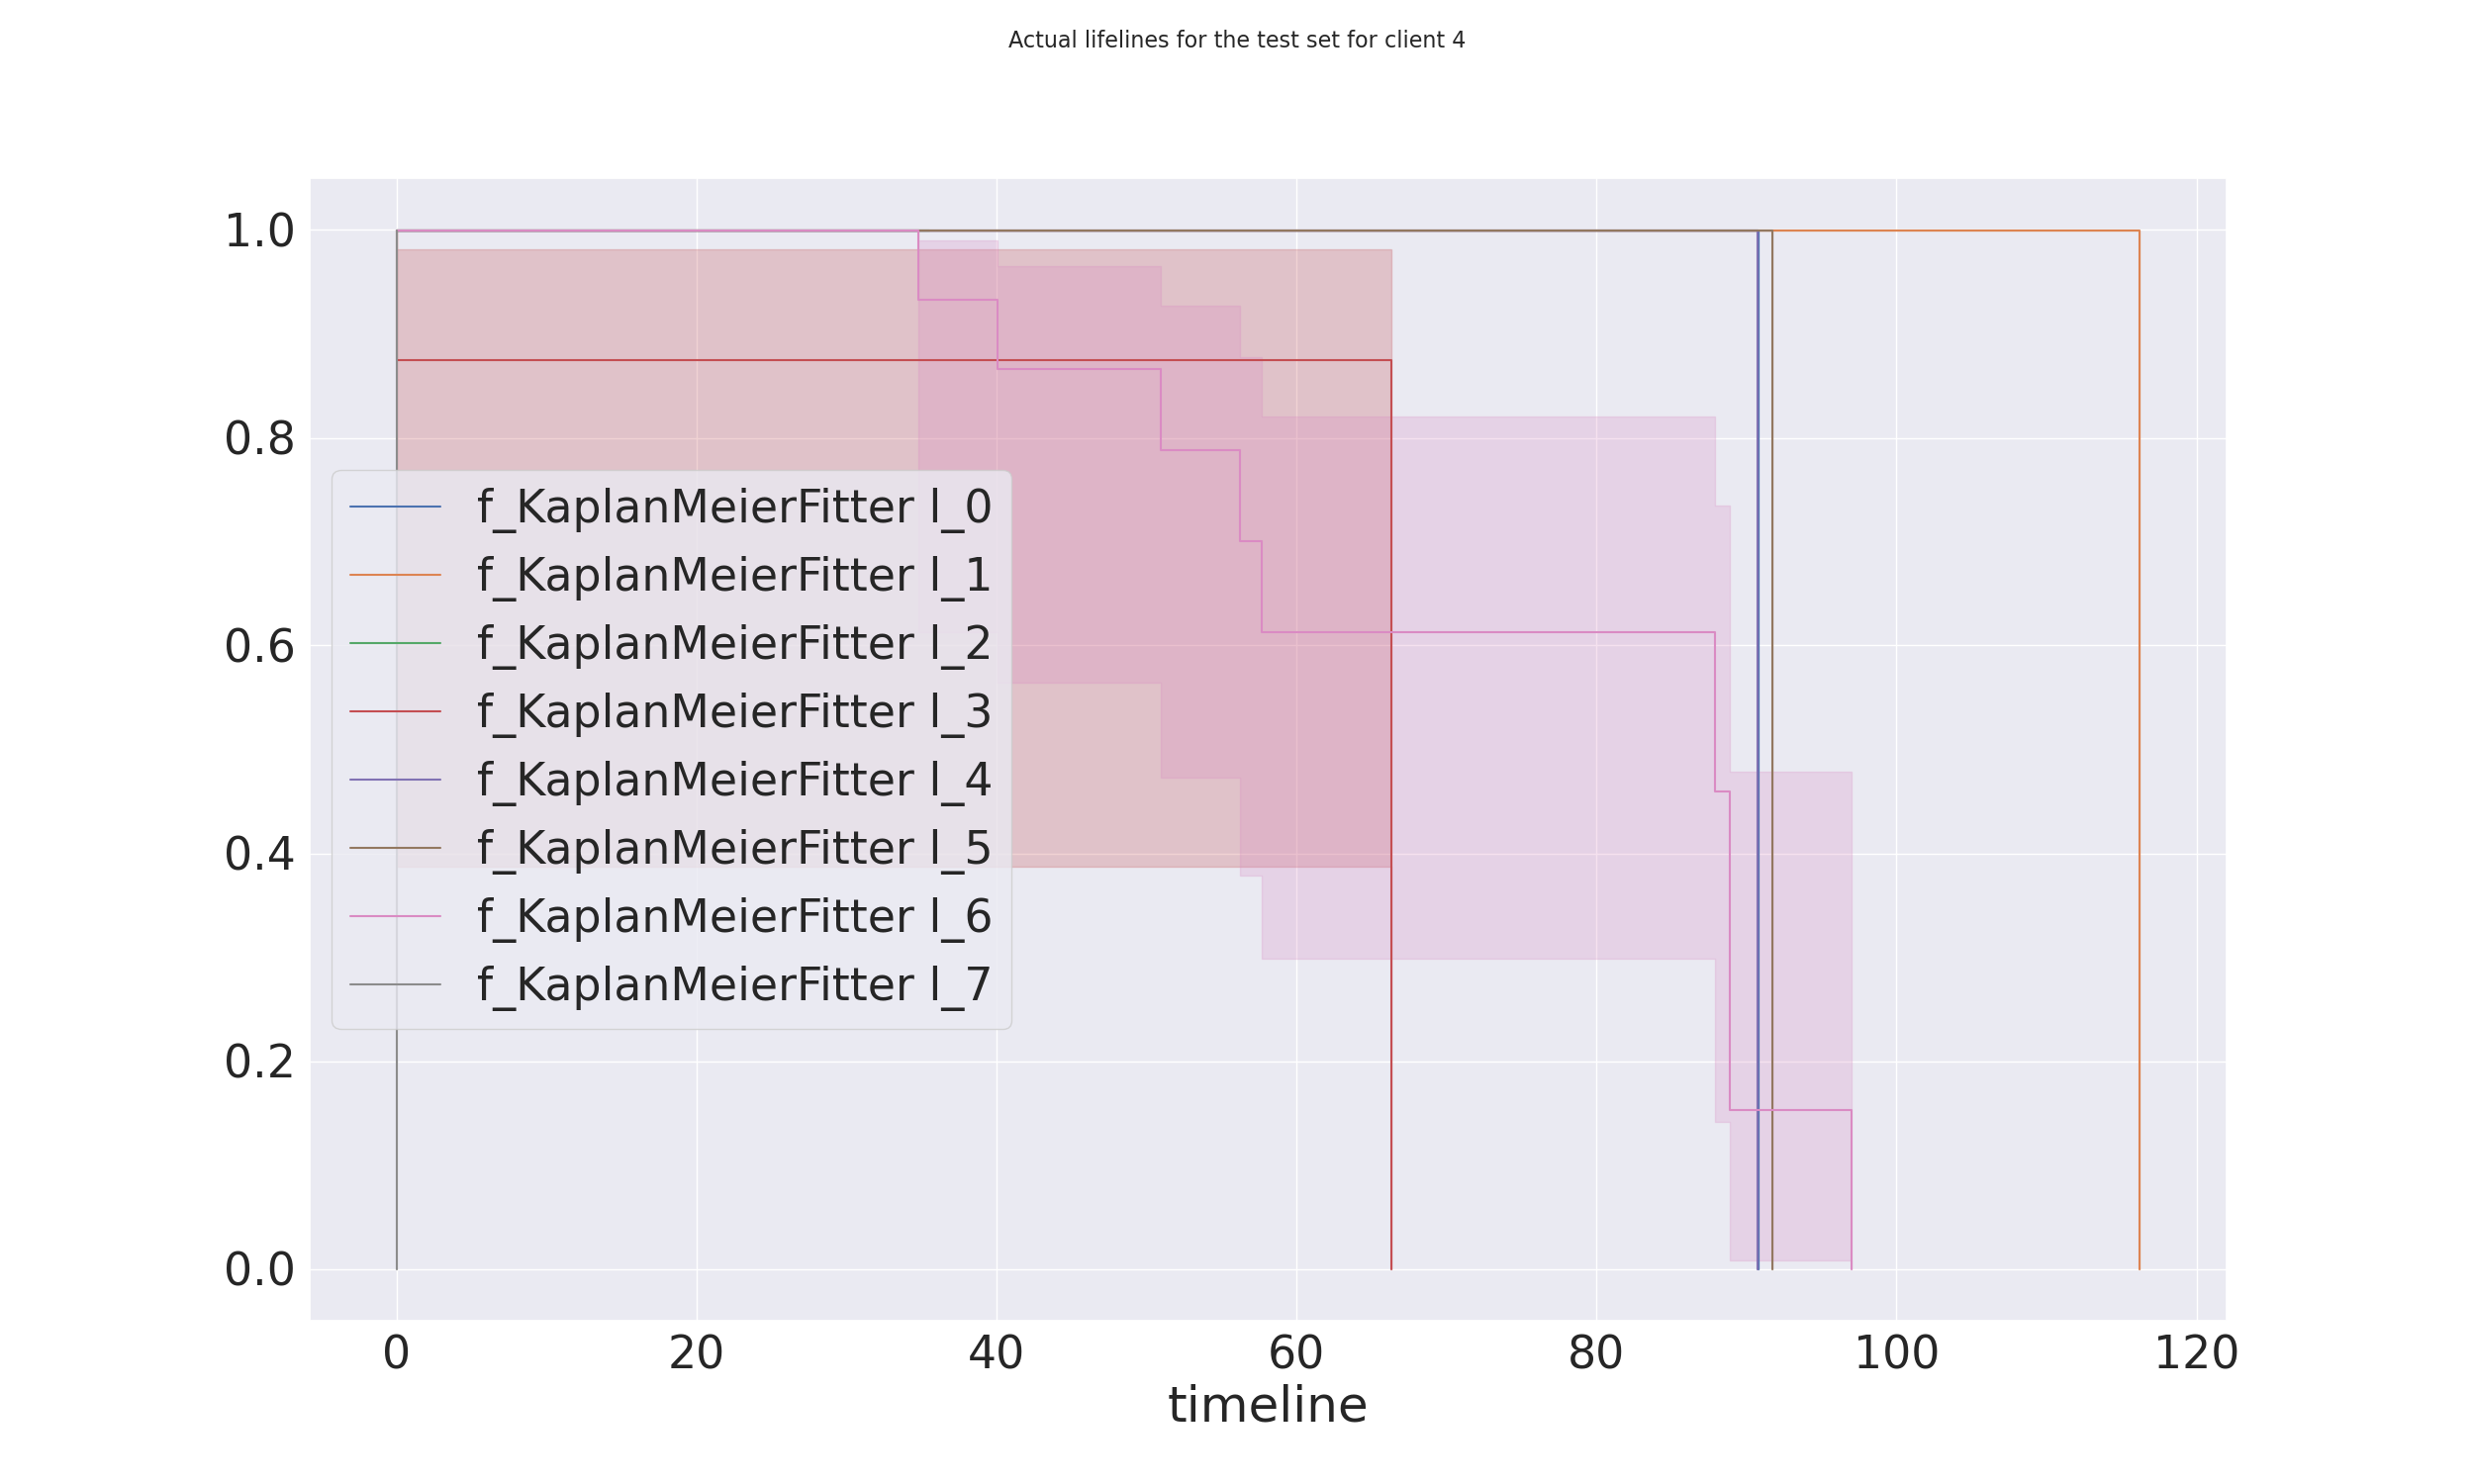 Actual lifelines for the test set for client 4
1.0
0.8
0.6
0.4
0.2
0.0
f_KaplanMeierFitter l_0
f_KaplanMeierFitter l_1
f_KaplanMeierFitter l_2
f_KaplanMeierFitter l_3
f_KaplanMeierFitter l_4
f_KaplanMeierFitter l_5
f_KaplanMeierFitter l_6
f_KaplanMeierFitter l_7
0 20 40 60 80 100 120
timeline